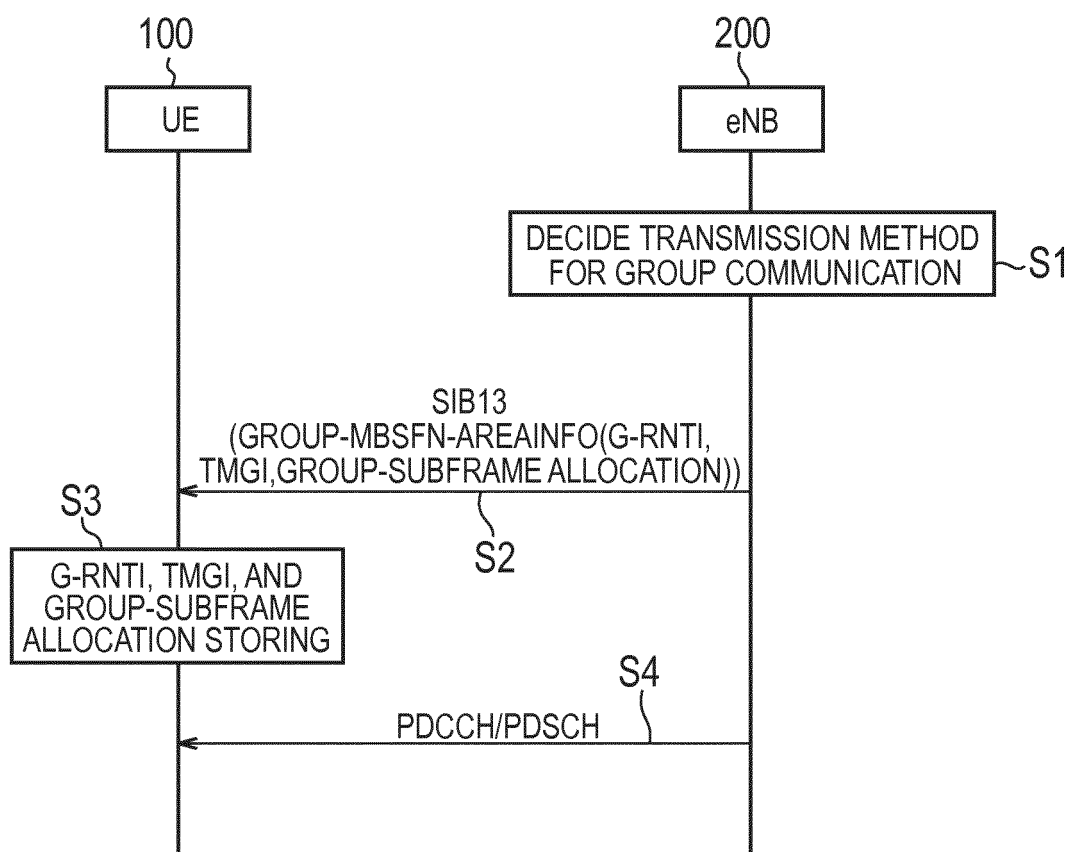 100
200
UE
eNB
DECIDE TRANSMISSION METHOD
FOR GROUP COMMUNICATION
S1
SIB13
(GROUP-MBSFN-AREAINFO(G-RNTI,
TMGI,GROUP-SUBFRAME ALLOCATION))
S2
S3
G-RNTI, TMGI, AND
GROUP-SUBFRAME
ALLOCATION STORING
S4
PDCCH/PDSCH